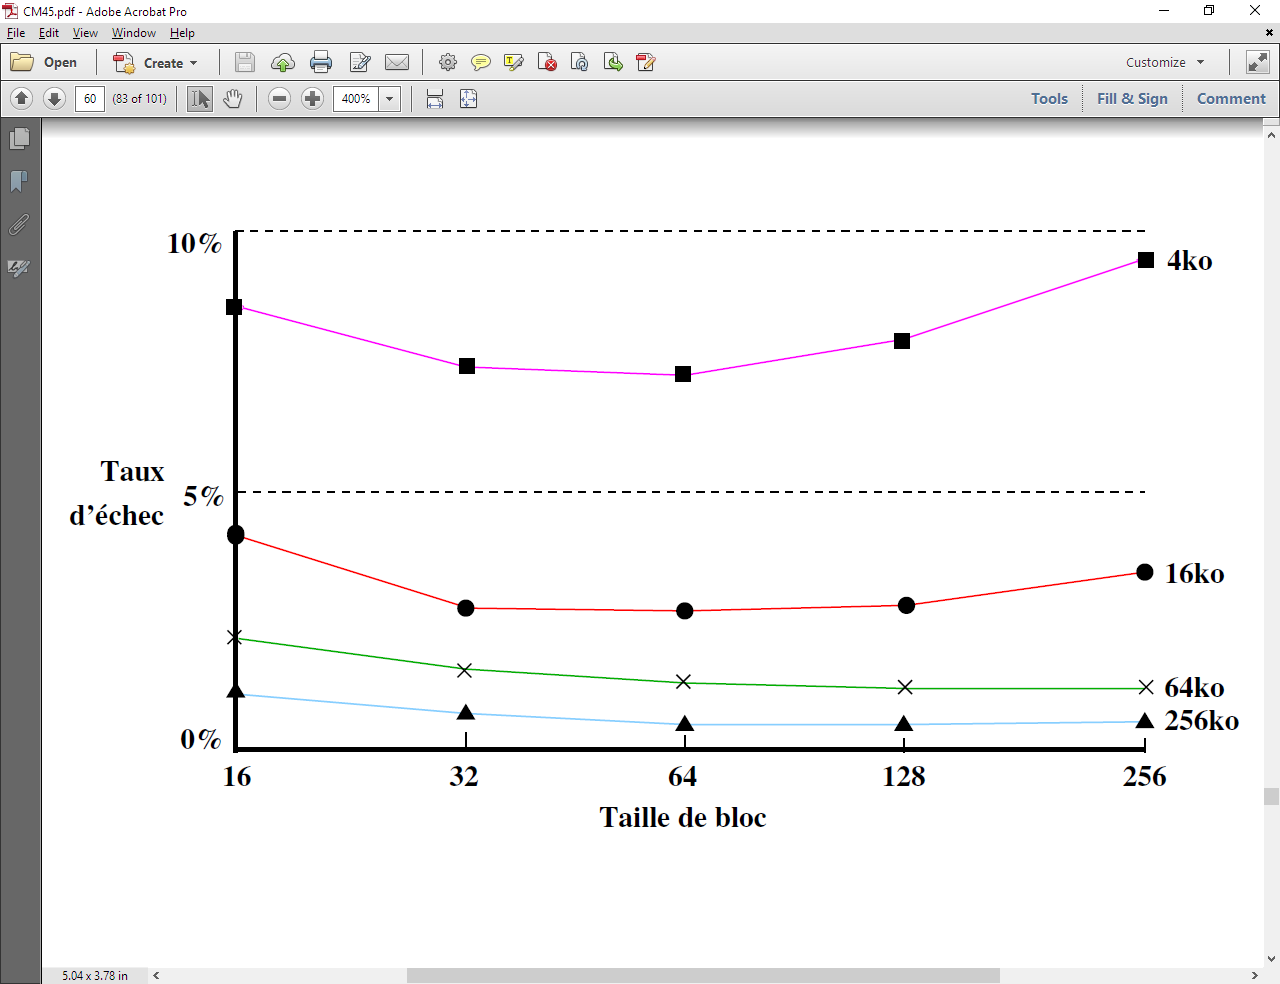 CM45.pdf - Adobe Acrobat Pro
File Edit View Window Help
Open Create Customize
60 (83 of 101) 400% Tools Fill & Sign Comment
10%
4ko
Taux
5%
d'échec
16ko
64ko
256ko
0%
16 32 64 128 256
Taille de bloc
5.04 x 3.78 in